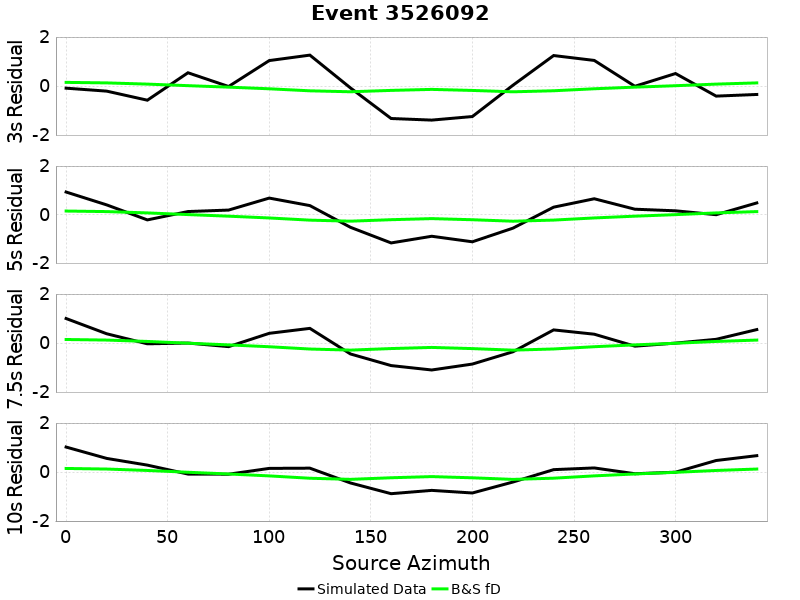 Event 3526092
3s Residual
2
0
-2
5s Residual
2
0
-2
7.5s Residual
2
0
-2
10s Residual
2
0
-2
0 50 100 150 200 250 300
Source Azimuth
Simulated Data B&S fD